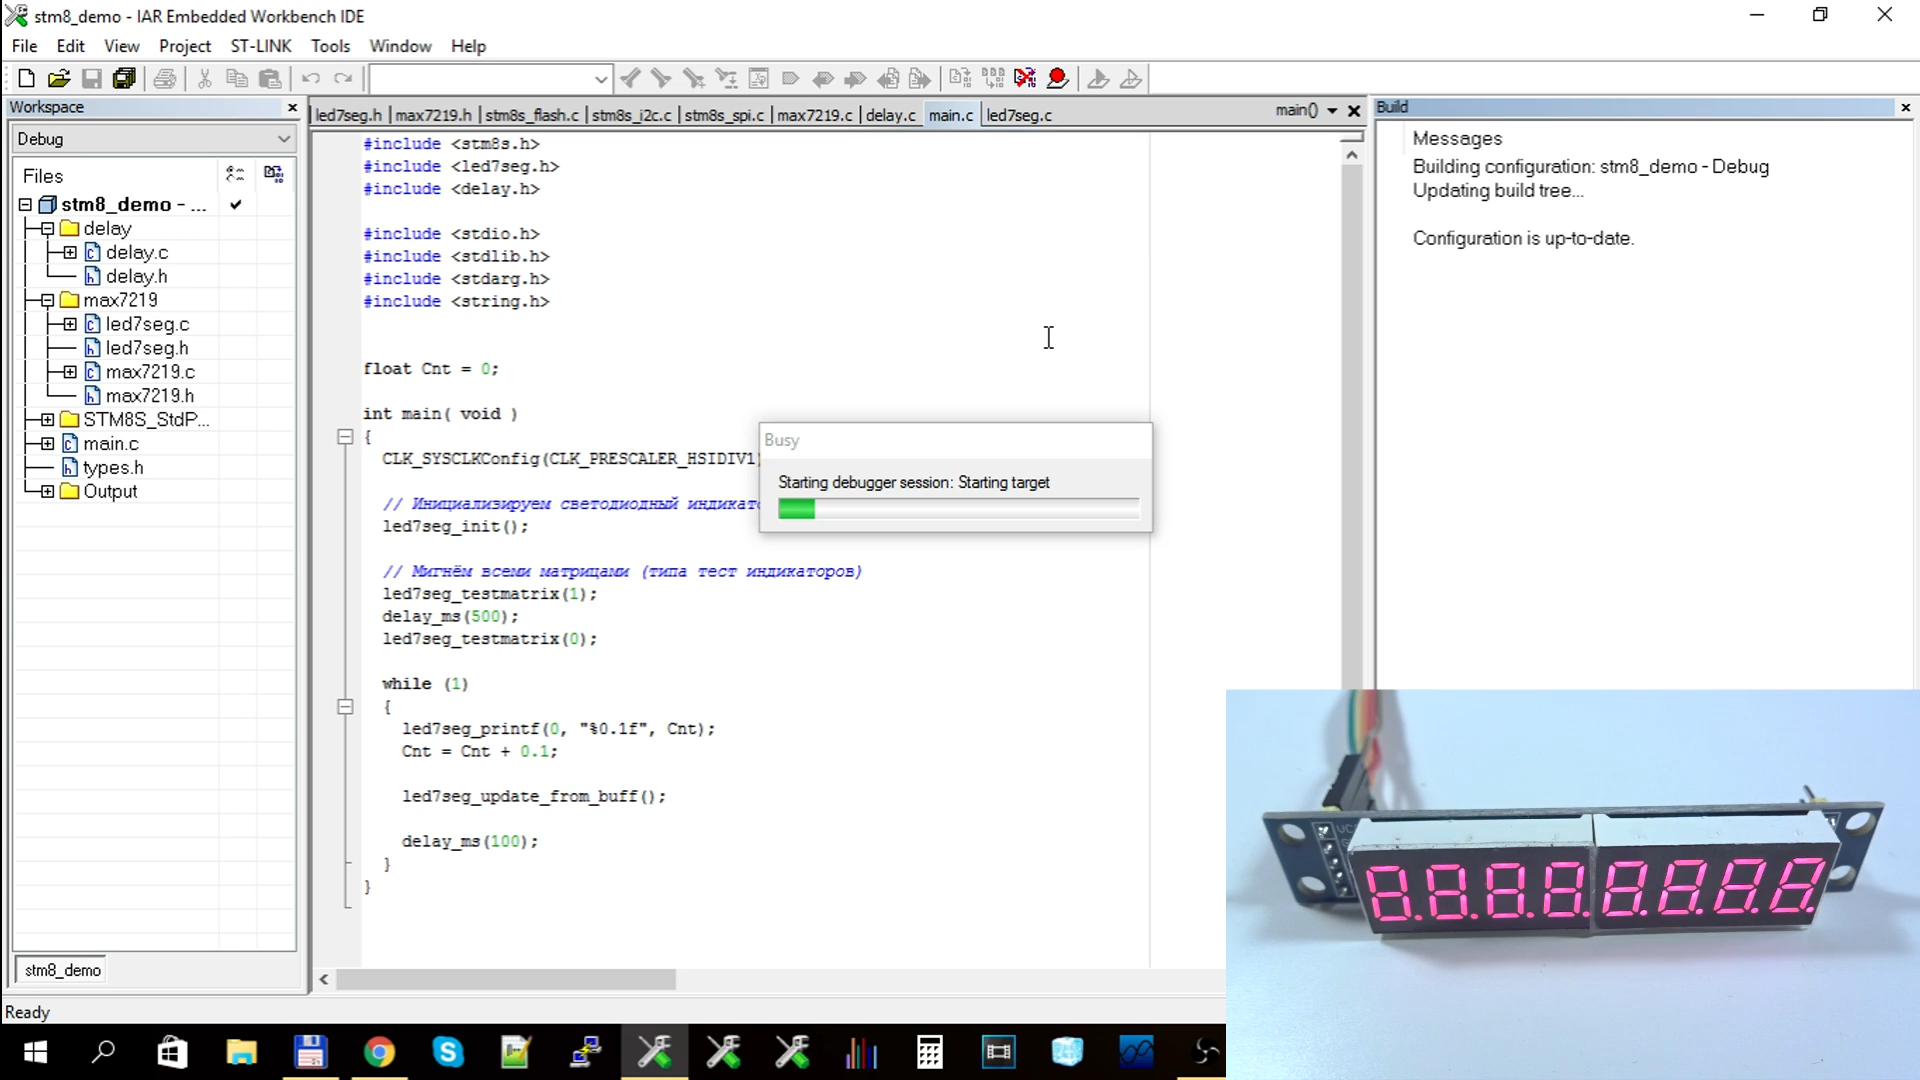 stm8_demo - IAR Embedded Workbench IDE
File Edit View Project ST-LINK Tools Window Help
Workspace
led7seg.h max7219.h stm8s_flash.c stm8s_i2c.c stm8s_spi.c max7219.c delay.c main.c led7seg.c
main()
Build
Debug
Files
stm8_demo - ...
delay
delay.c
delay.h
max7219
led7seg.c
led7seg.h
max7219.c
max7219.h
STM8S_StdP...
main.c
types.h
Output
stm8_demo
#include <stm8s.h>
#include <led7seg.h>
#include <delay.h>
#include <stdio.h>
#include <stdlib.h>
#include <stdarg.h>
#include <string.h>
float Cnt = 0;
int main( void )
{
CLK_SYSCLKConfig(CLK_PRESCALER_HSIDIV1)
// Инициализируем светодиодный индикато
led7seg_init();
// Мигнём всеми матрицами (типа тест индикаторов)
led7seg_testmatrix(1);
delay_ms(500);
led7seg_testmatrix(0);
while (1)
{
led7seg_printf(0, "%0.1f", Cnt);
Cnt = Cnt + 0.1;
led7seg_update_from_buff();
delay_ms(100);
}
}
Busy
Starting debugger session: Starting target
Messages
Building configuration: stm8_demo - Debug
Updating build tree...
Configuration is up-to-date.
8.8.8.8.8.8.8.8.
Ready